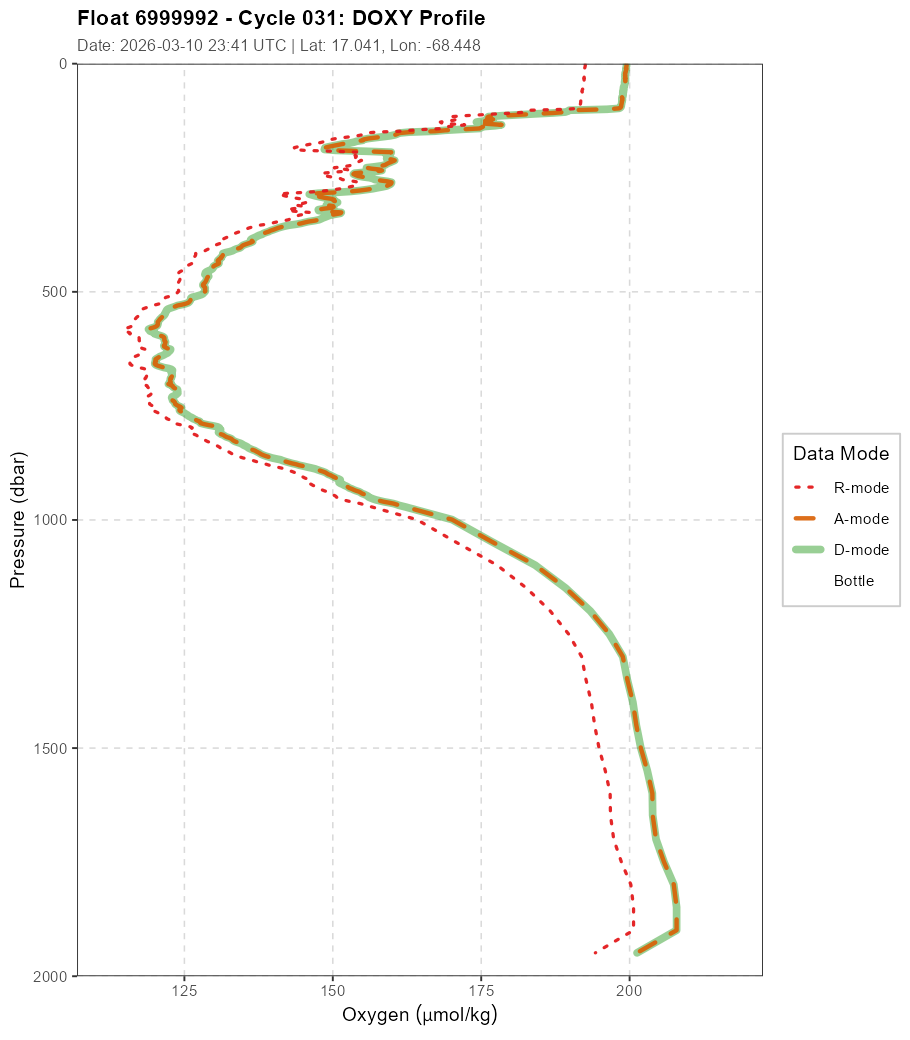 Float 6999992 - Cycle 031: DOXY Profile
Date: 2026-03-10 23:41 UTC | Lat: 17.041, Lon: -68.448
0
500
1000
1500
2000
Pressure (dbar)
125
150
175
200
Oxygen (μmol/kg)
Data Mode
R-mode
A-mode
D-mode
Bottle